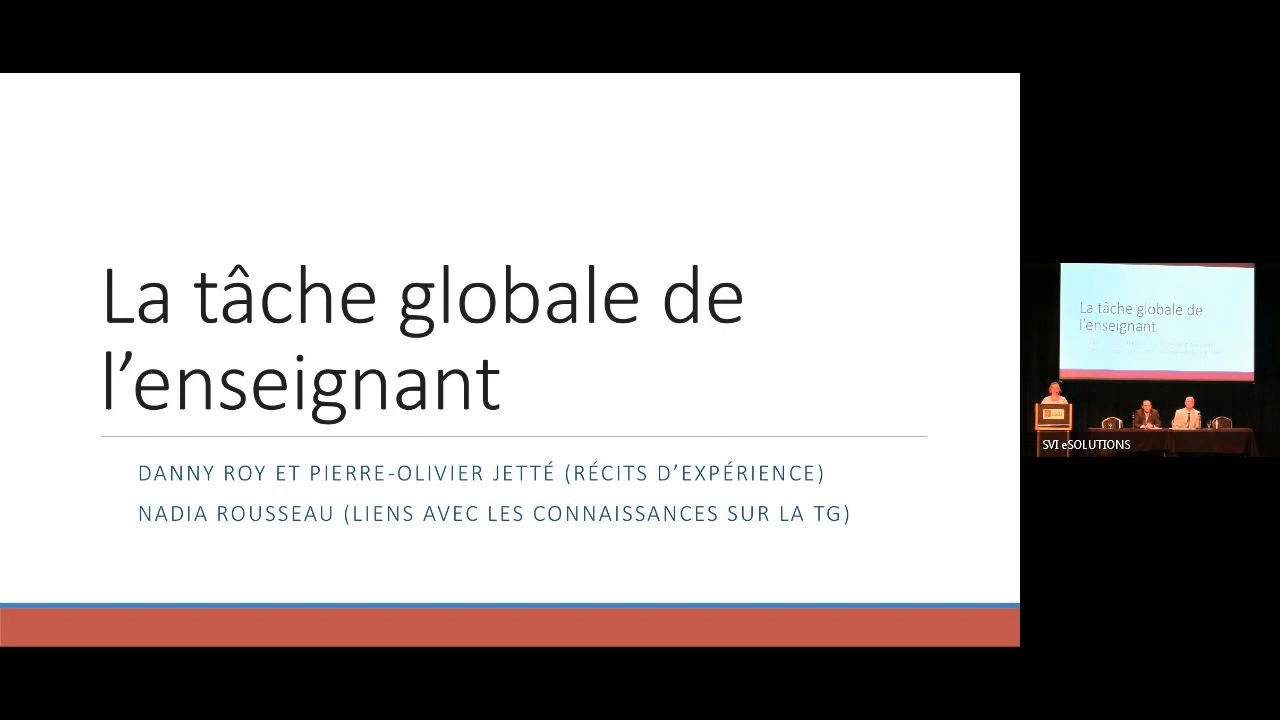 La tâche globale de
l’enseignant
DANNY ROY ET PIERRE-OLIVIER JETTÉ (RÉCITS D’EXPÉRIENCE)
NADIA ROUSSEAU (LIENS AVEC LES CONNAISSANCES SUR LA TG)
La tâche globale de
l’enseignant
SVI eSOLUTIONS